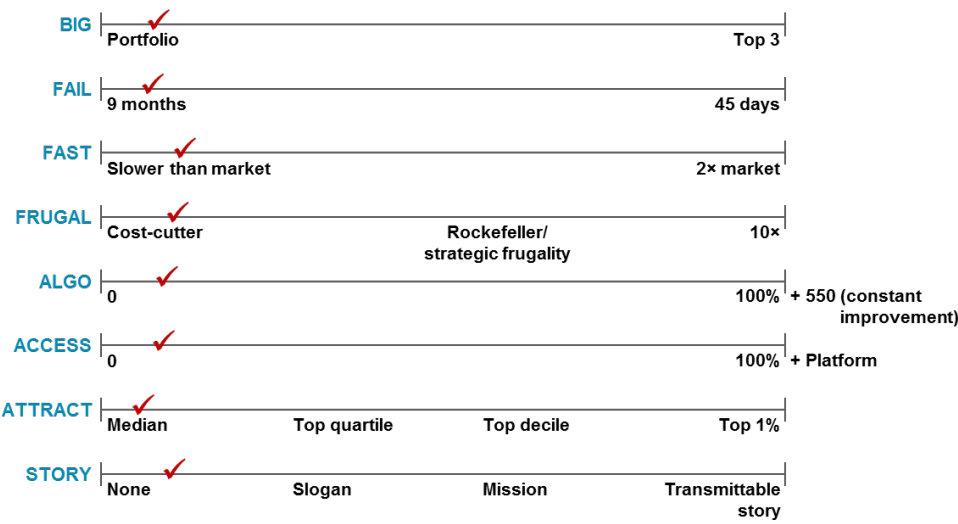 BIG
Portfolio Top 3
FAIL
9 months 45 days
FAST
Slower than market 2× market
FRUGAL
Cost-cutter Rockefeller/ 10×
strategic frugality
ALGO
0 100% + 550 (constant
improvement)
ACCESS
0 100% + Platform
ATTRACT
Median Top quartile Top decile Top 1%
STORY
None Slogan Mission Transmittable
story